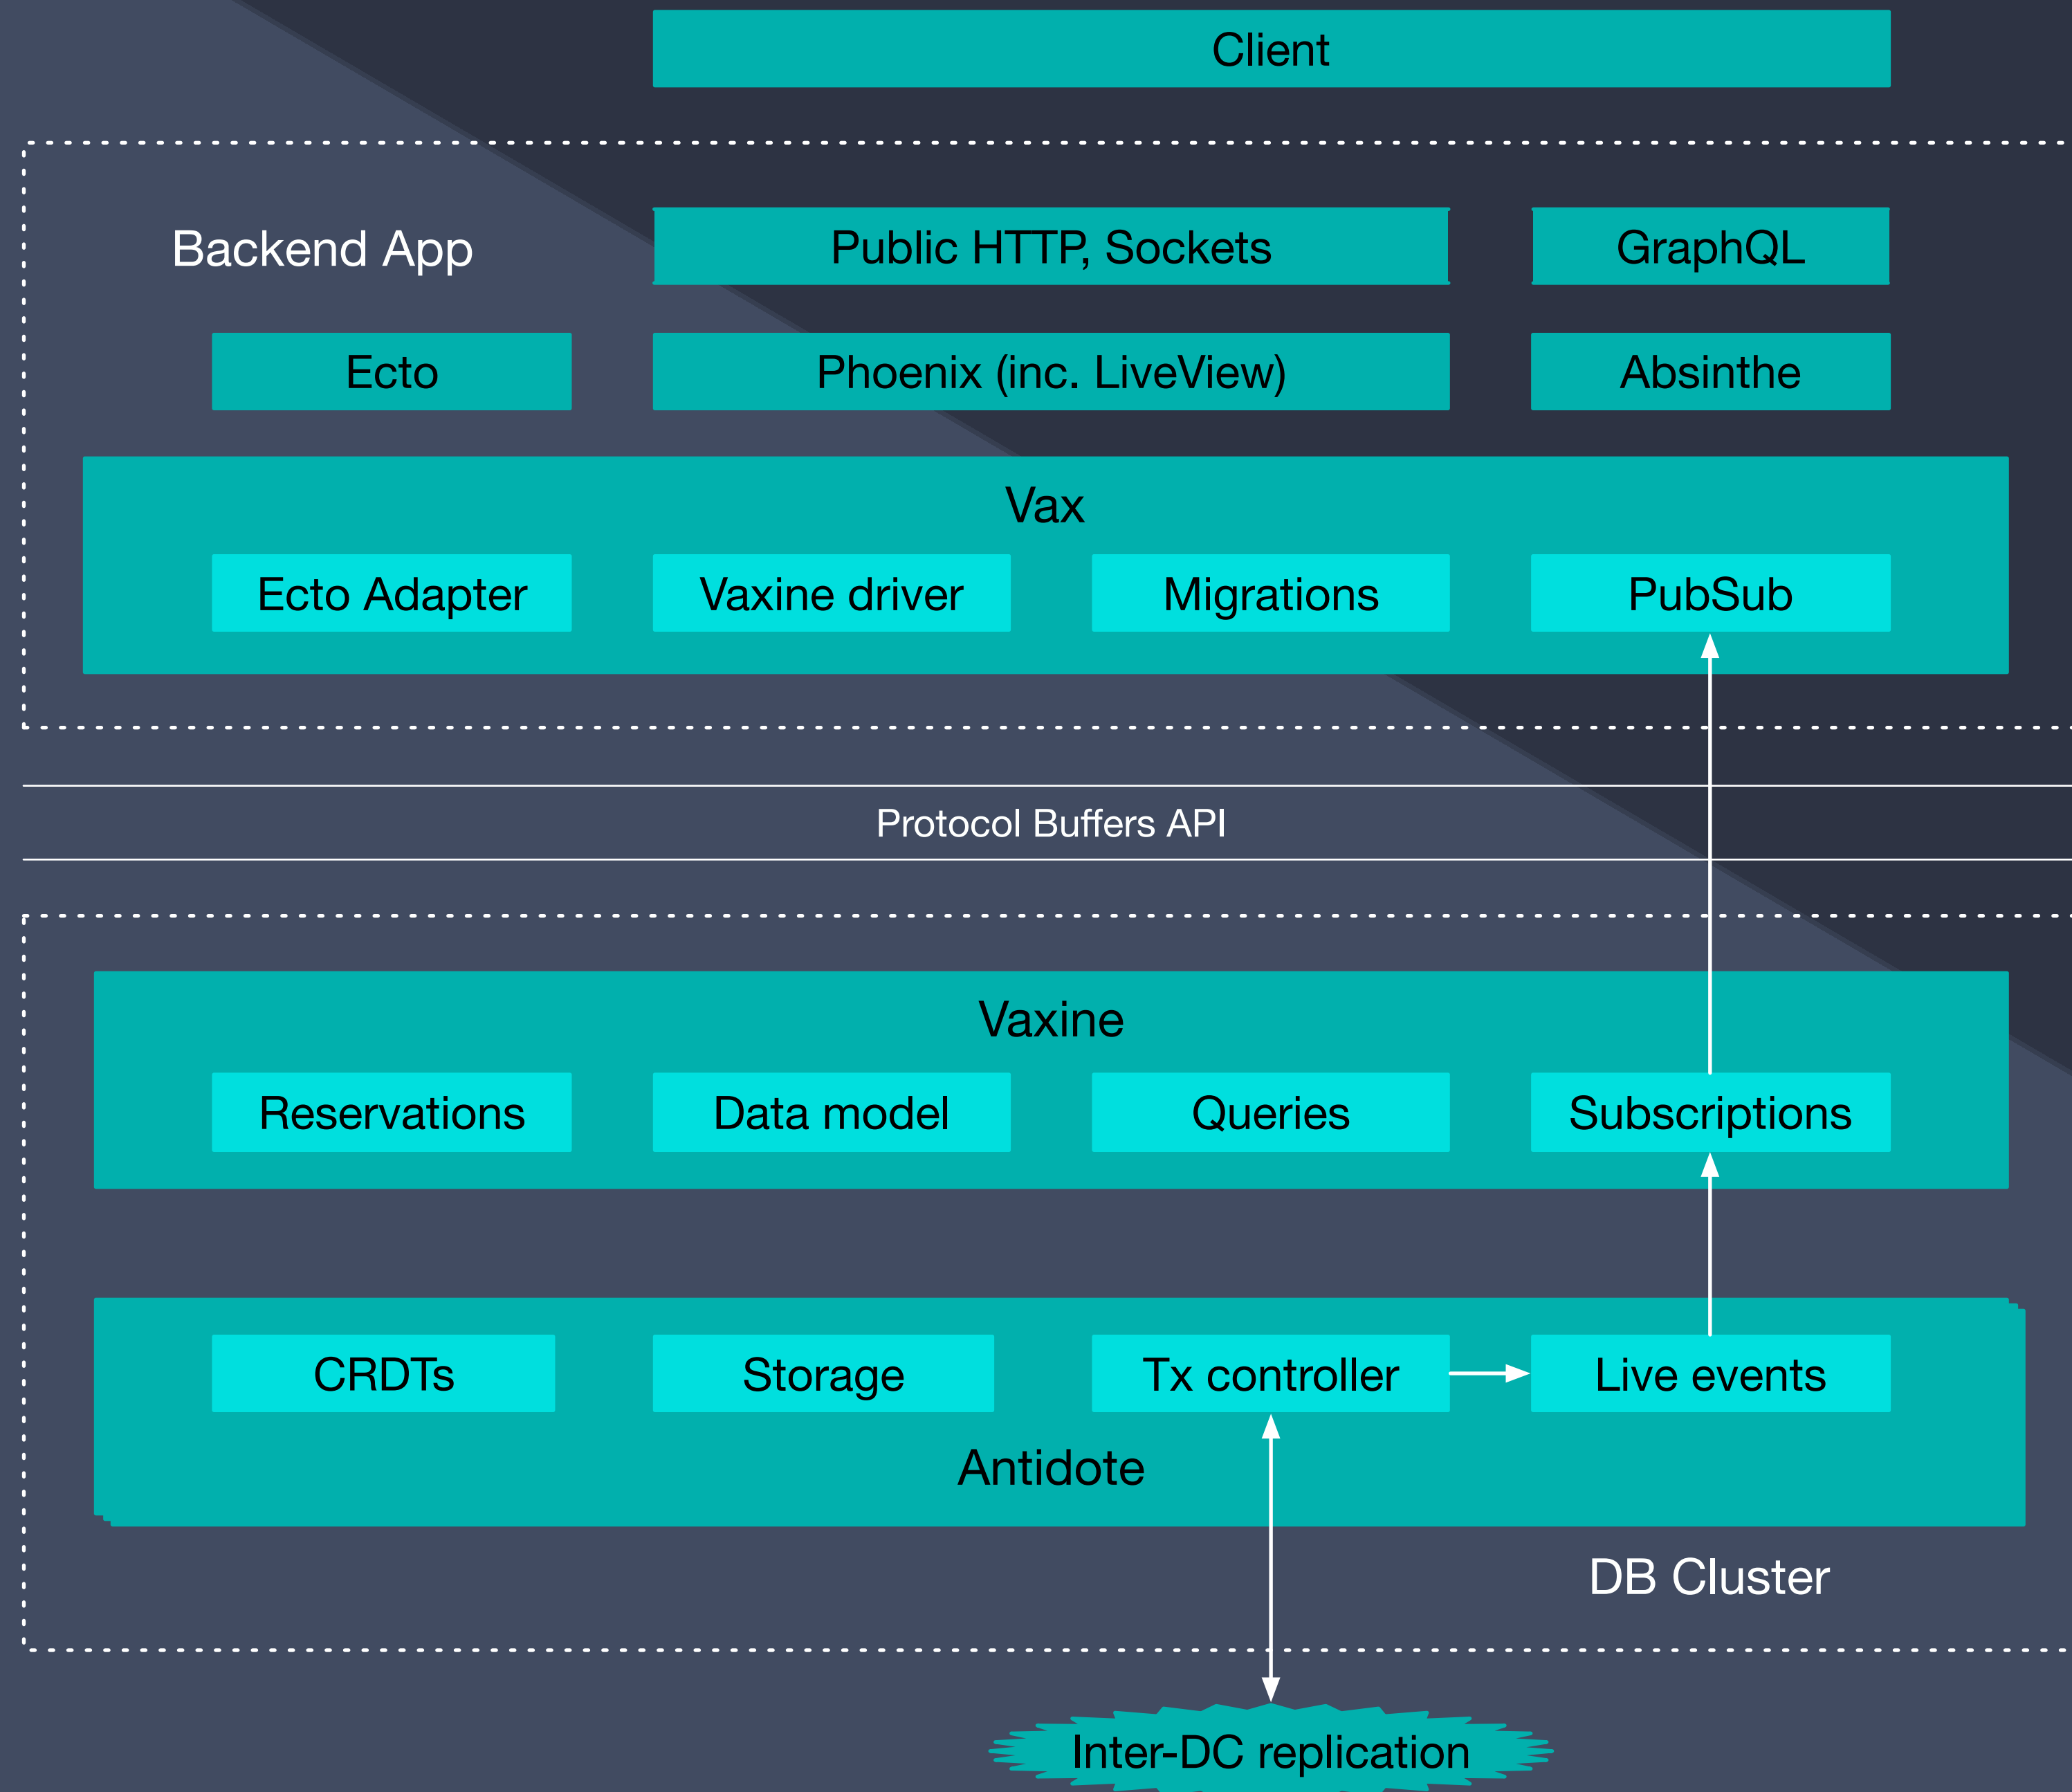 Client
Backend App
Public HTTP, Sockets
GraphQL
Ecto
Phoenix (inc. LiveView)
Absinthe
Vax
Ecto Adapter
Vaxine driver
Migrations
PubSub
Protocol Buffers API
Vaxine
Reservations
Data model
Queries
Subscriptions
CRDTs
Storage
Tx controller
Live events
Antidote
DB Cluster
Inter-DC replication